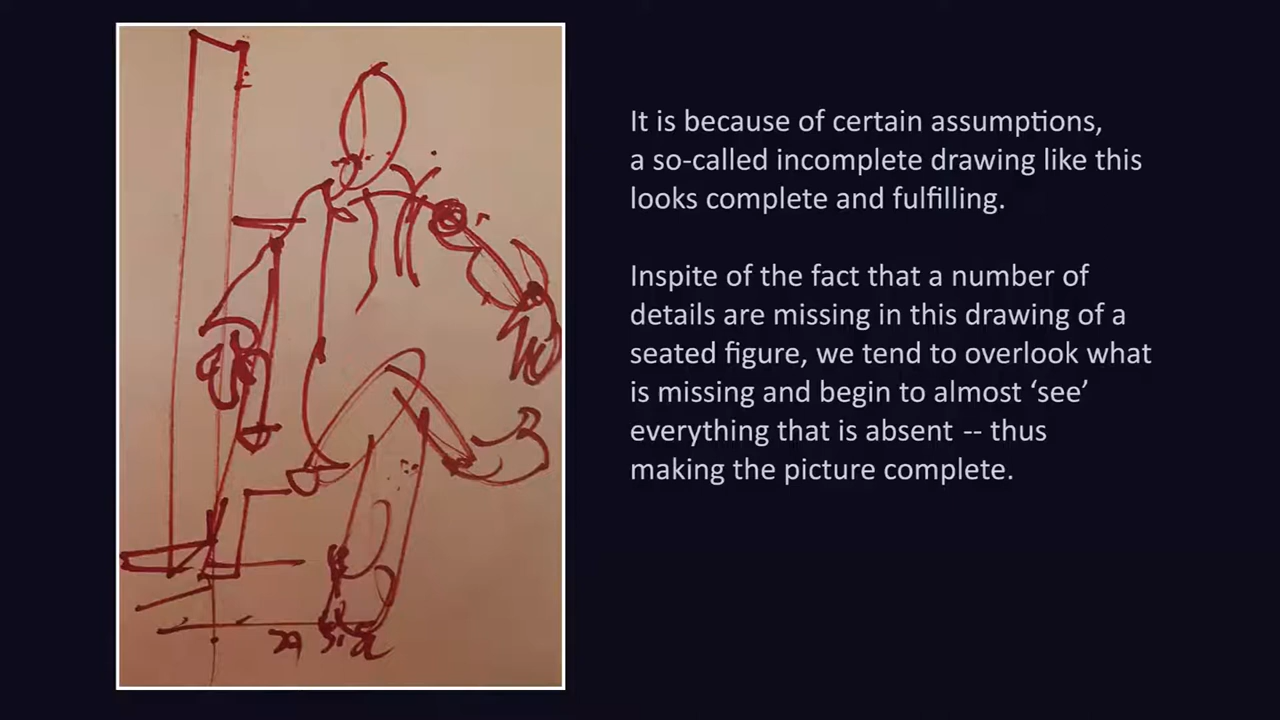 It is because of certain assumptions,
a so-called incomplete drawing like this
looks complete and fulfilling.
Inspite of the fact that a number of
details are missing in this drawing of a
seated figure, we tend to overlook what
is missing and begin to almost ‘see’
everything that is absent -- thus
making the picture complete.